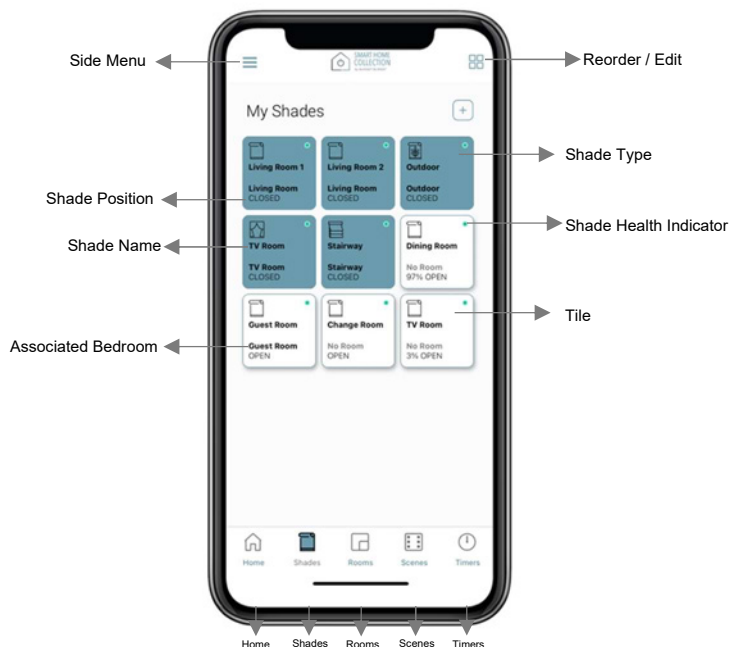 Side Menu
Reorder / Edit
SMART HOME
COLLECTION
My Shades
Shade Type
Living Room 1
Living Room
CLOSED
Living Room 2
Living Room
CLOSED
Outdoor
Outdoor
CLOSED
Shade Position
Shade Health Indicator
Shade Name
TV Room
TV Room
CLOSED
Stairway
Stairway
CLOSED
Dining Room
No Room
97% OPEN
Tile
Associated Bedroom
Guest Room
Guest Room
OPEN
Change Room
No Room
OPEN
TV Room
No Room
3% OPEN
Home Shades Rooms Scenes Timers
Home Shades Rooms Scenes Timers